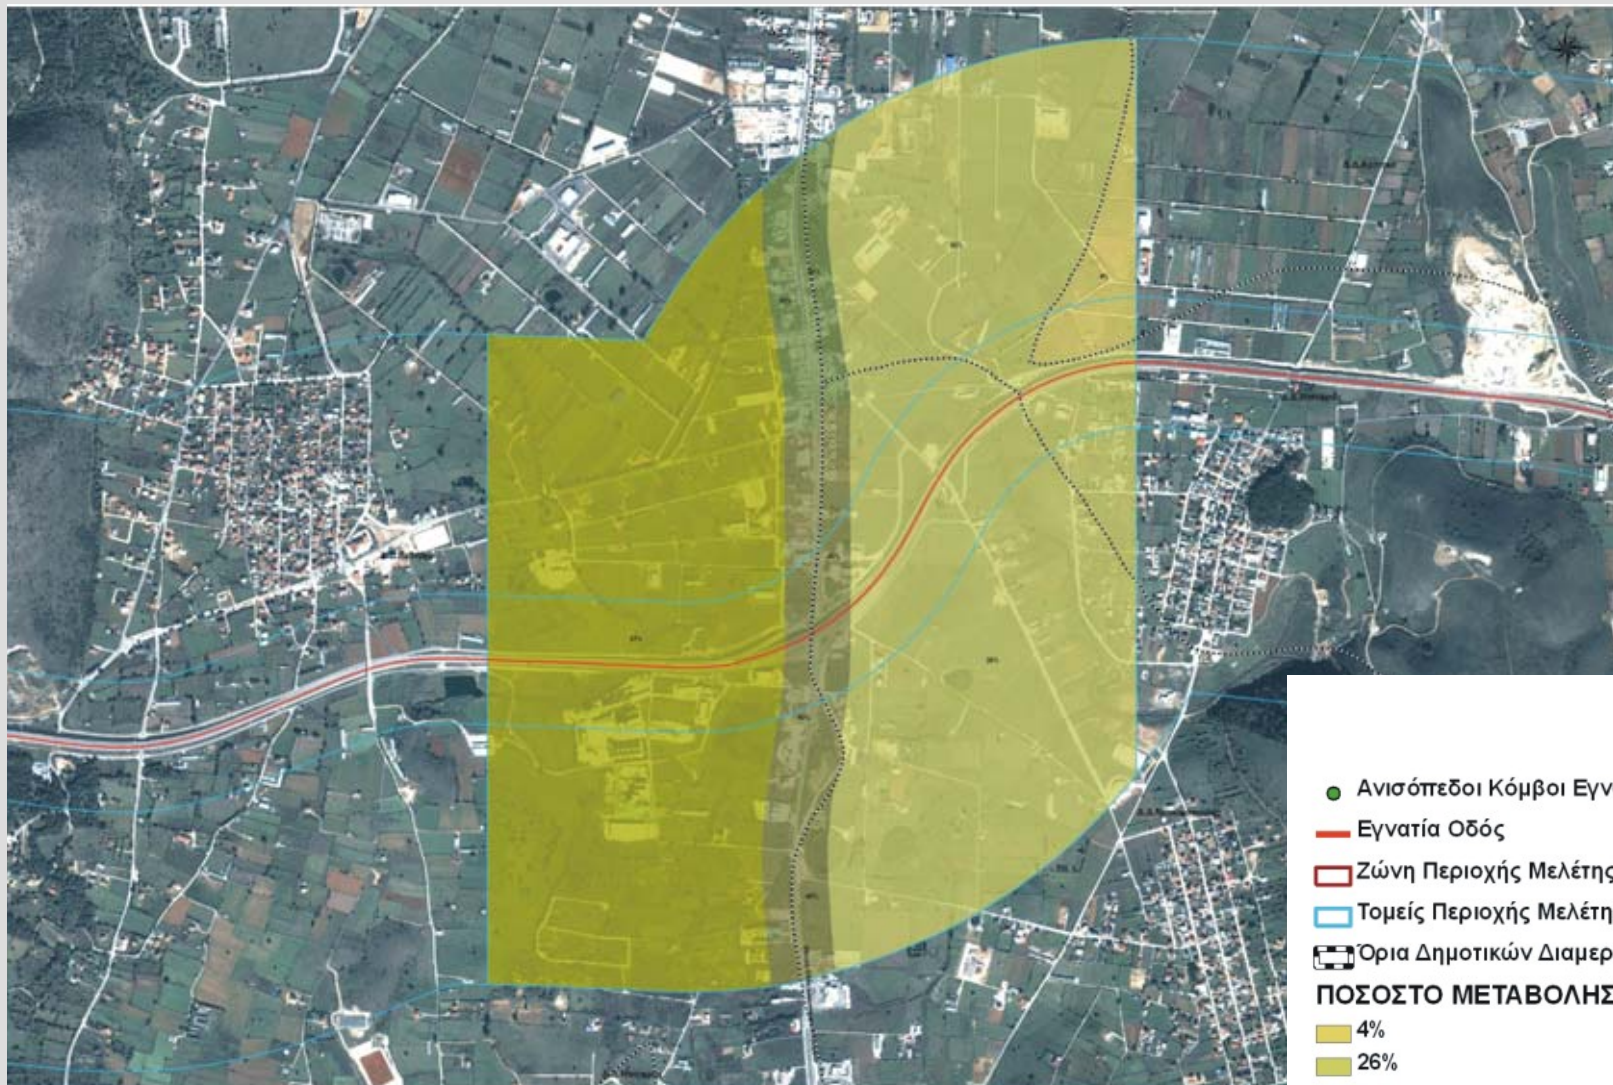 Ανισόπεδοι Κόμβοι Εγν
Εγνατία Οδός
Ζώνη Περιοχής Μελέτης
Τομείς Περιοχής Μελέτη
Όρια Δημοτικών Διαμερ
ΠΟΣΟΣΤΟ ΜΕΤΑΒΟΛΗΣ
4%
26%